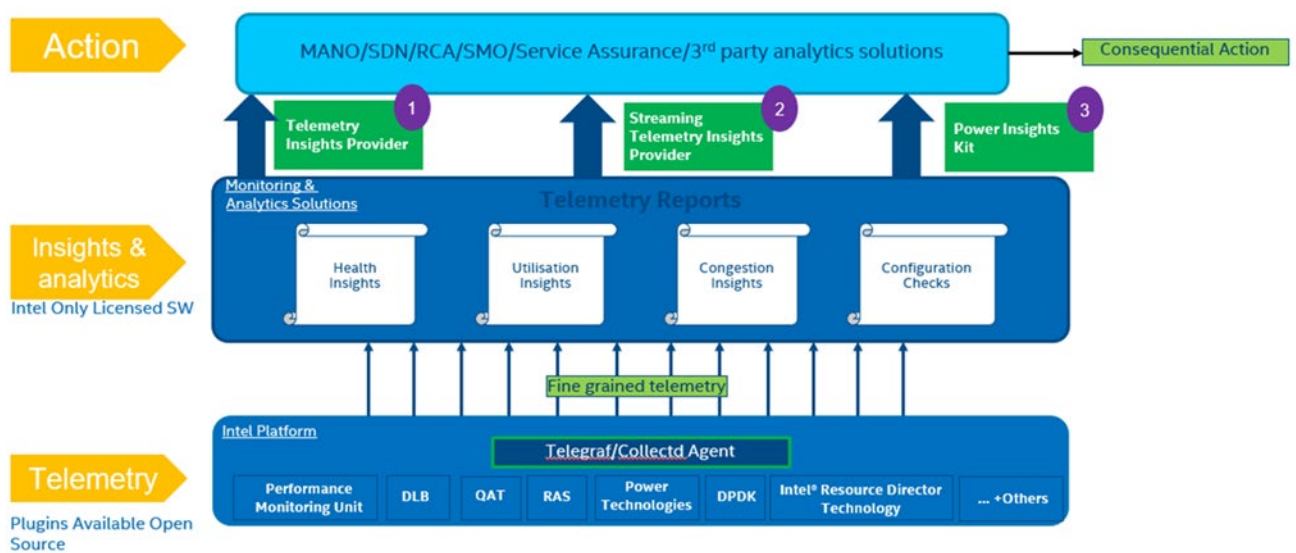 Action
MANO/SDN/RCA/SMO/Service Assurance/3rd party analytics solutions
Consequential Action
1
Telemetry
Insights Provider
2
Streaming
Telemetry Insights
Provider
3
Power Insights
Kit
Monitoring &
Analytics Solutions
Telemetry Reports
Insights &
analytics
Intel Only Licensed SW
Health
Insights
Utilisation
Insights
Congestion
Insights
Configuration
Checks
Fine grained telemetry
Intel Platform
Telegraf/Collectd Agent
Telemetry
Plugins Available Open
Source
Performance
Monitoring Unit
DLB
QAT
RAS
Power
Technologies
DPDK
Intel® Resource Director
Technology
... +Others